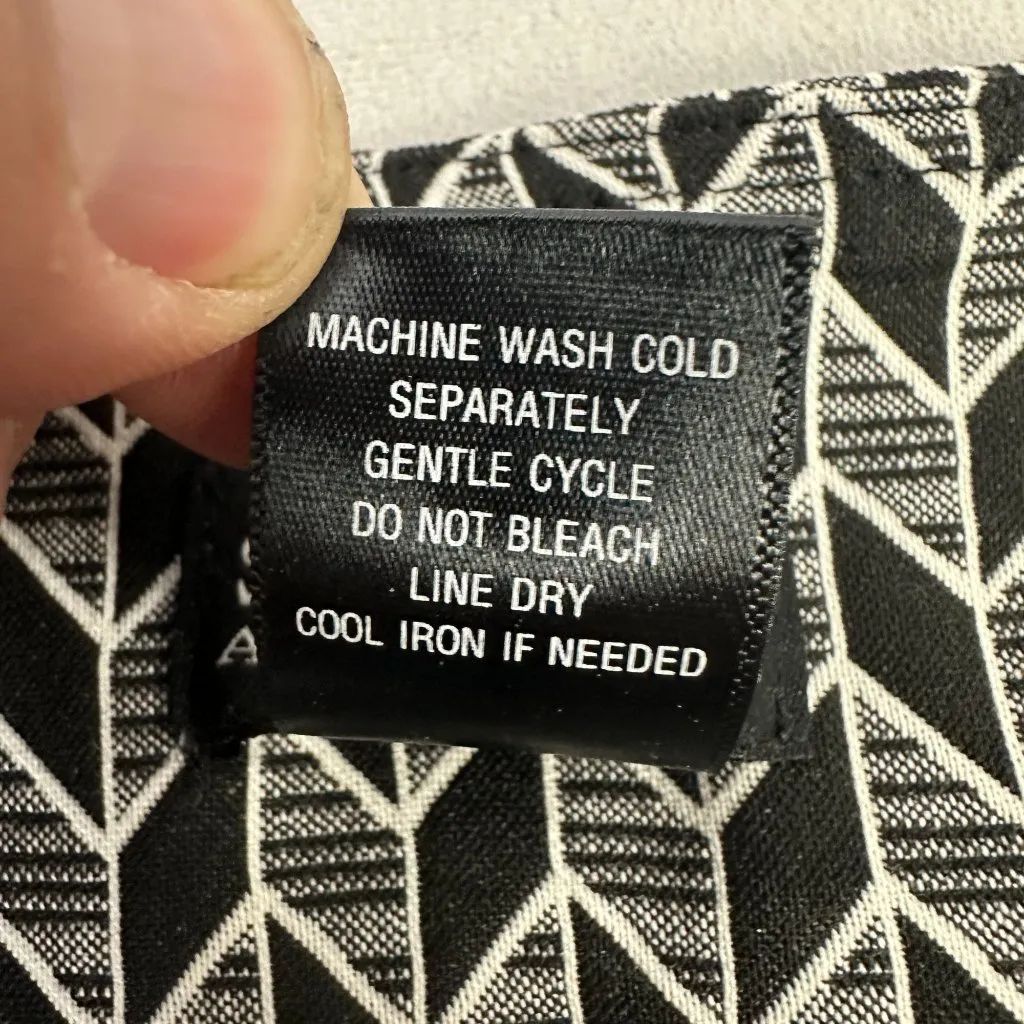 MACHINE WASH COLD
SEPARATELY
GENTLE CYCLE
DO NOT BLEACH
LINE DRY
COOL IRON IF NEEDED